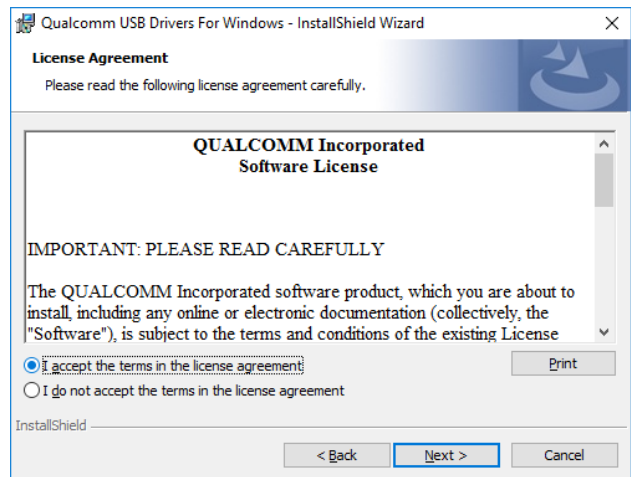 Qualcomm USB Drivers For Windows - InstallShield Wizard
License Agreement
Please read the following license agreement carefully.
QUALCOMM Incorporated
Software License
IMPORTANT: PLEASE READ CAREFULLY
The QUALCOMM Incorporated software product, which you are about to
install, including any online or electronic documentation (collectively, the
"Software"), is subject to the terms and conditions of the existing License
I accept the terms in the license agreement
Print
I do not accept the terms in the license agreement
InstallShield
< Back
Next >
Cancel